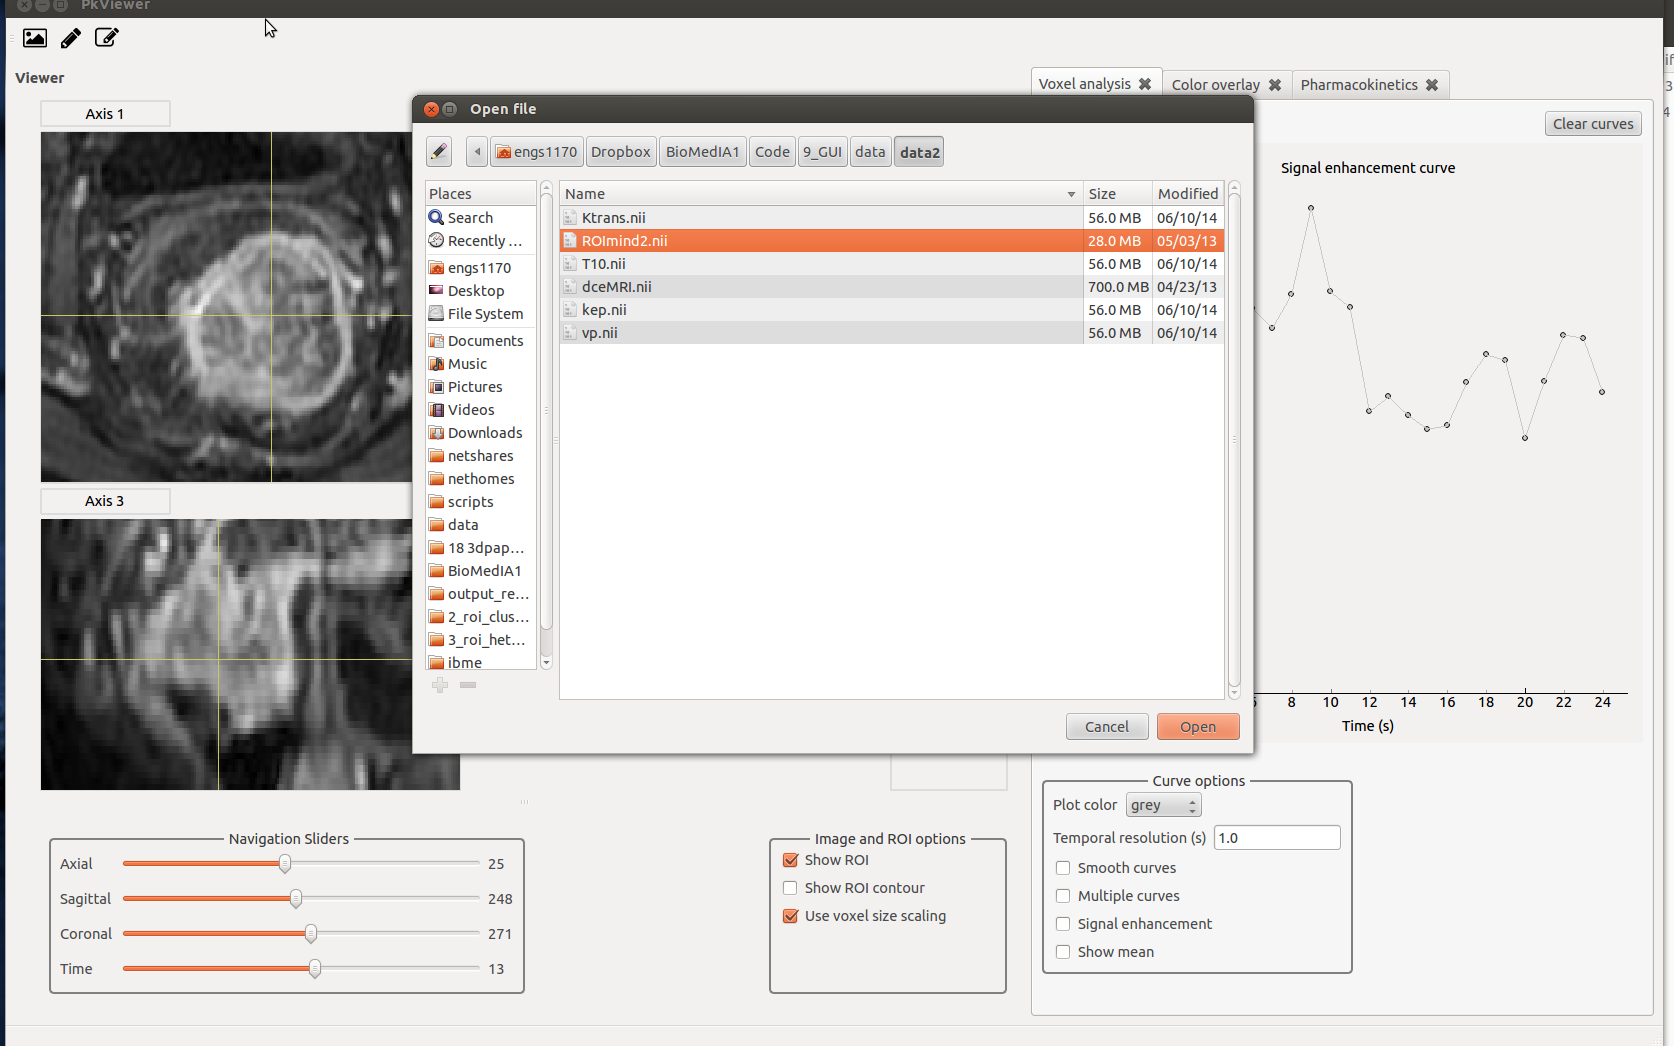 PkViewer
Viewer
Axis 1
Axis 3
Voxel analysis
Color overlay
Pharmacokinetics
Clear curves
Signal enhancement curve
Open file
engs1170 Dropbox BioMedIA1 Code 9_GUI data data2
Places
Search
Recently ...
engs1170
Desktop
File System
Documents
Music
Pictures
Videos
Downloads
netshares
nethomes
scripts
data
18 3dpap...
BioMedIA1
output_re...
2_roi_clus...
3_roi_het...
ibme
Name Size Modified
Ktrans.nii 56.0 MB 06/10/14
ROImind2.nii 28.0 MB 05/03/13
T10.nii 56.0 MB 06/10/14
dceMRI.nii 700.0 MB 04/23/13
kep.nii 56.0 MB 06/10/14
vp.nii 56.0 MB 06/10/14
Cancel Open
8 10 12 14 16 18 20 22 24
Time (s)
Navigation Sliders
Axial 25
Sagittal 248
Coronal 271
Time 13
Image and ROI options
Show ROI
Show ROI contour
Use voxel size scaling
Curve options
Plot color grey
Temporal resolution (s) 1.0
Smooth curves
Multiple curves
Signal enhancement
Show mean